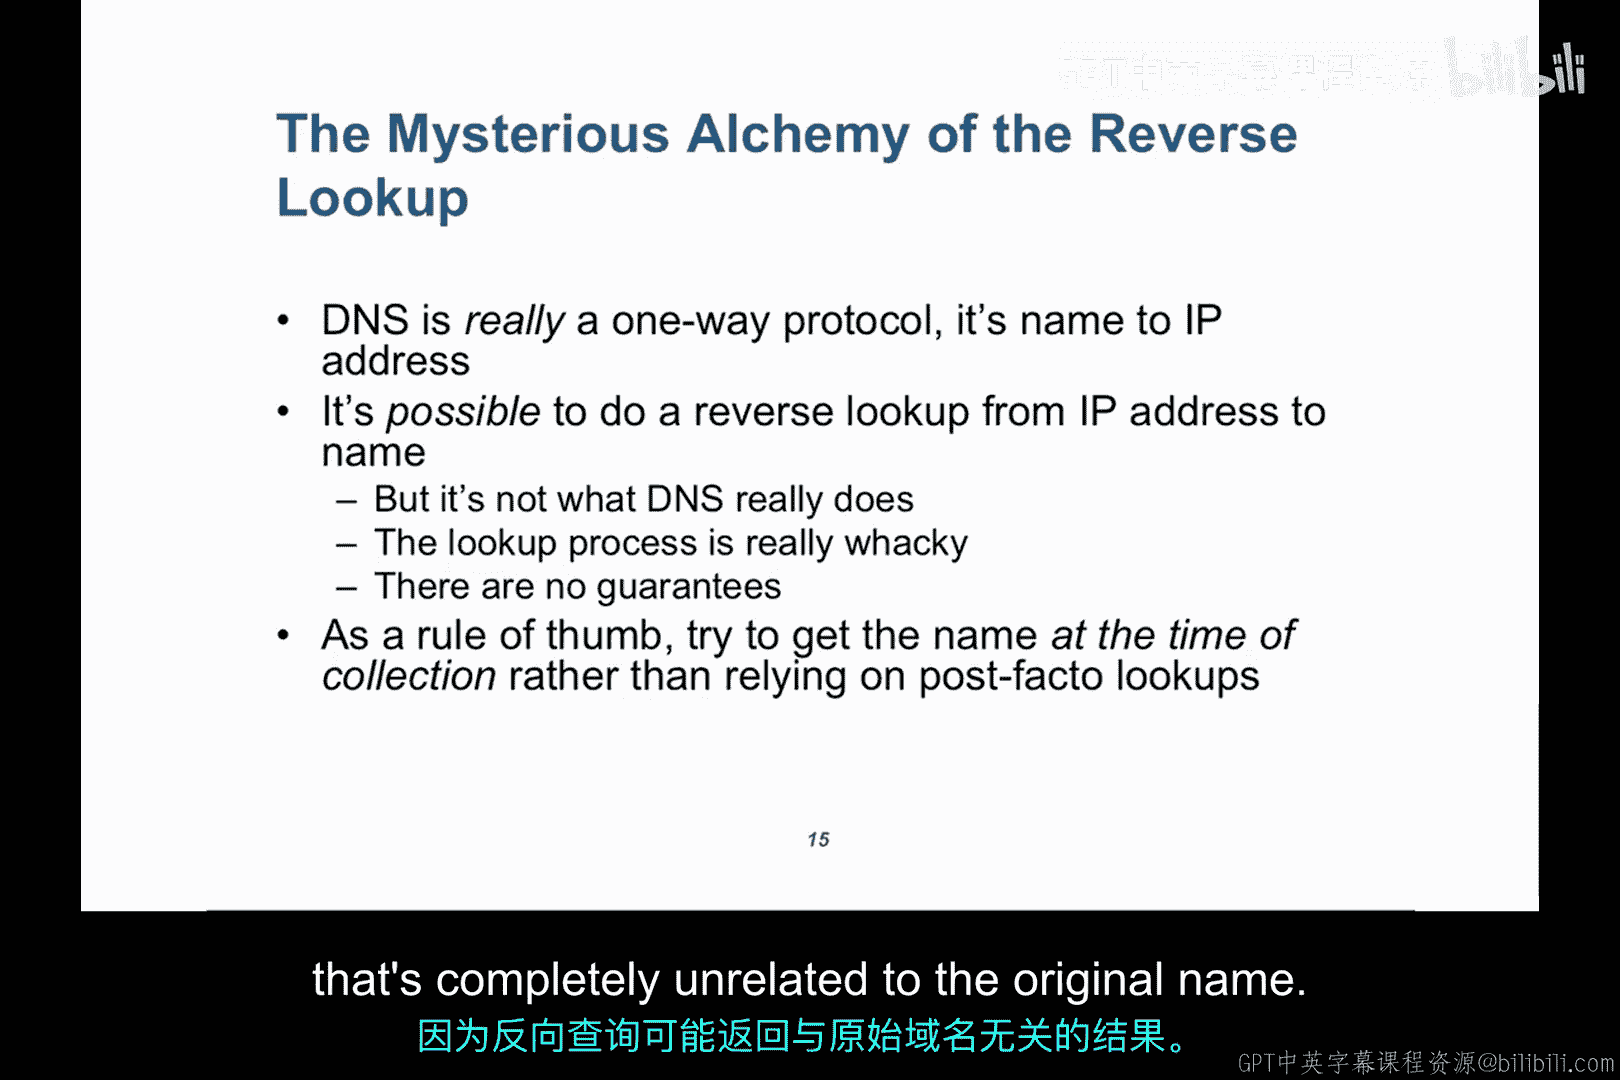 bilibili
The Mysterious Alchemy of the Reverse
Lookup
• DNS is really a one-way protocol, it’s name to IP
address
• It’s possible to do a reverse lookup from IP address to
name
– But it’s not what DNS really does
– The lookup process is really whacky
– There are no guarantees
• As a rule of thumb, try to get the name at the time of
collection rather than relying on post-facto lookups
15
that's completely unrelated to the original name.
因为反向查询可能返回与原始域名无关的结果。
GPT中英字幕课程资源@bilibili.com